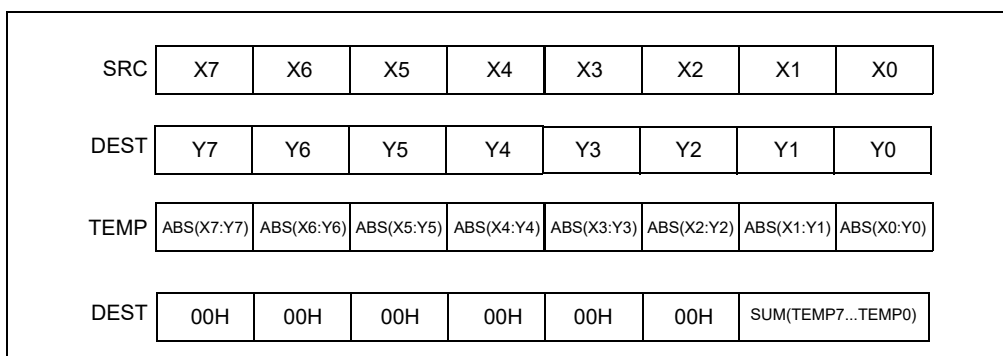 SRC X7 X6 X5 X4 X3 X2 X1 X0
DEST Y7 Y6 Y5 Y4 Y3 Y2 Y1 Y0
TEMP ABS(X7:Y7) ABS(X6:Y6) ABS(X5:Y5) ABS(X4:Y4) ABS(X3:Y3) ABS(X2:Y2) ABS(X1:Y1) ABS(X0:Y0)
DEST 00H 00H 00H 00H 00H 00H SUM(TEMP7...TEMP0)